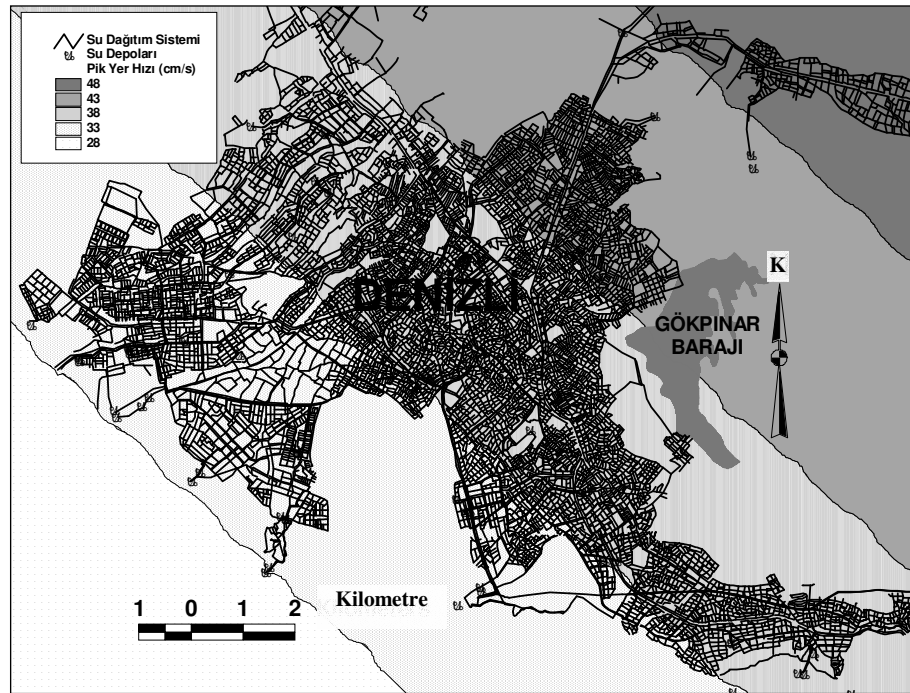 Su Dağıtım Sistemi
Su Depoları
Pik Yer Hızı (cm/s)
48
43
38
33
28
K
DENİZLİ
GÖKPINAR
BARAJI
1 0 1 2 Kilometre